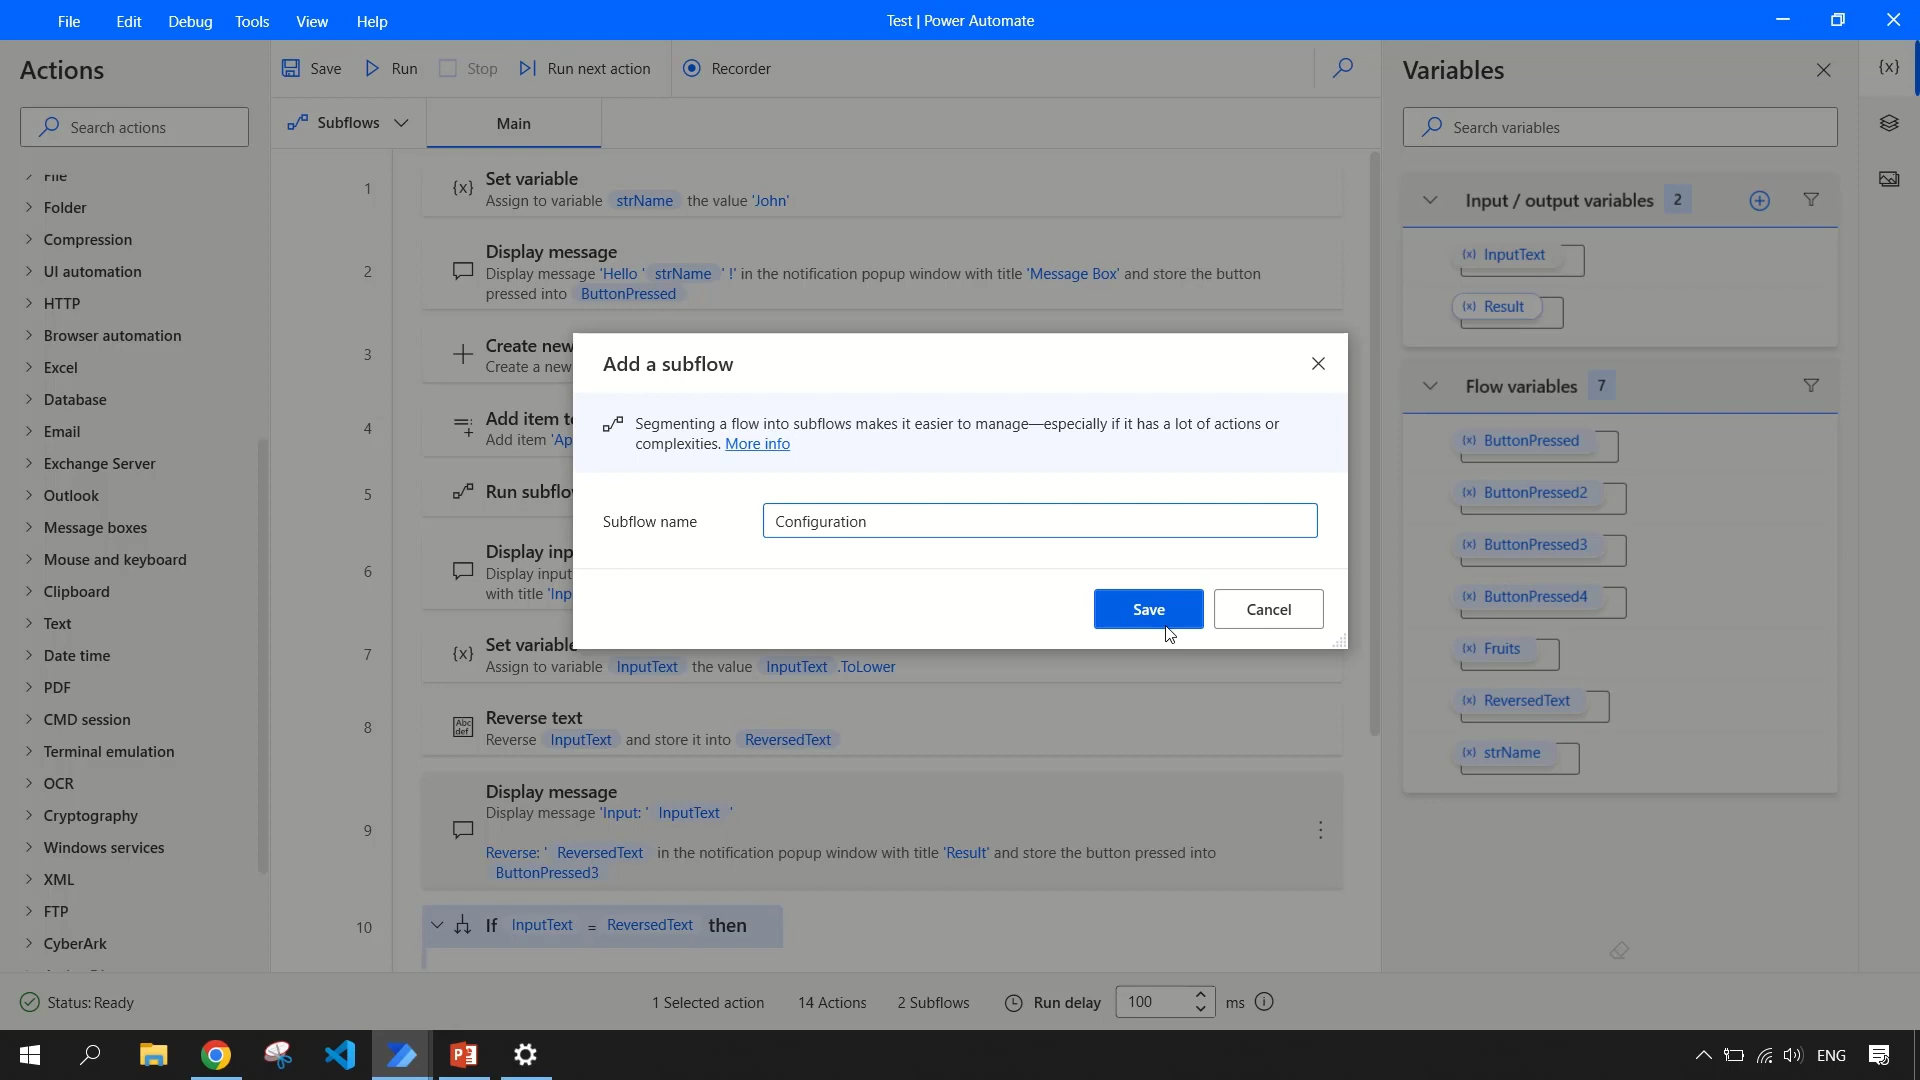 File Edit Debug Tools View Help
Test | Power Automate
Actions
Search actions
File
Folder
Compression
UI automation
HTTP
Browser automation
Excel
Database
Email
Exchange Server
Outlook
Message boxes
Mouse and keyboard
Clipboard
Text
Date time
PDF
CMD session
Terminal emulation
OCR
Cryptography
Windows services
XML
FTP
CyberArk
Save Run Stop Run next action Recorder
Subflows Main
1 {x} Set variable
Assign to variable strName the value 'John'
2 Display message
Display message 'Hello ' strName ' !' in the notification popup window with title 'Message Box' and store the button
pressed into ButtonPressed
3 Create new
Create a new
4 Add item t
Add item 'Ap
5 Run subflo
6 Display inp
Display input
with title 'Inp
7 {x} Set variable
Assign to variable InputText the value InputText .ToLower
8 Abc def Reverse text
Reverse InputText and store it into ReversedText
9 Display message
Display message 'Input: ' InputText '
Reverse: ' ReversedText in the notification popup window with title 'Result' and store the button pressed into
ButtonPressed3
10 If InputText = ReversedText then
Add a subflow
Segmenting a flow into subflows makes it easier to manage—especially if it has a lot of actions or
complexities. More info
Subflow name Configuration
Save Cancel
Variables
{x}
Search variables
Input / output variables 2
(x) InputText
(x) Result
Flow variables 7
(x) ButtonPressed
(x) ButtonPressed2
(x) ButtonPressed3
(x) ButtonPressed4
(x) Fruits
(x) ReversedText
(x) strName
Status: Ready 1 Selected action 14 Actions 2 Subflows Run delay 100 ms
ENG